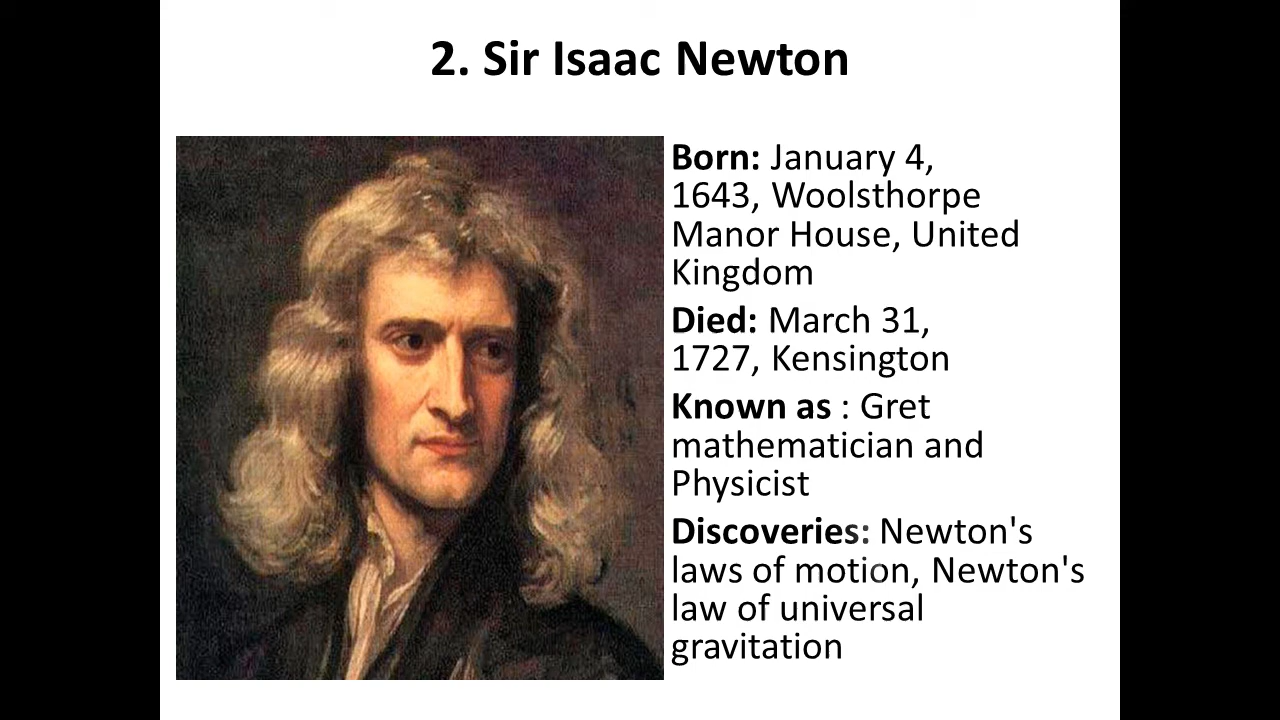 2. Sir Isaac Newton
Born: January 4,
1643, Woolsthorpe
Manor House, United
Kingdom
Died: March 31,
1727, Kensington
Known as : Gret
mathematician and
Physicist
Discoveries: Newton's
laws of motion, Newton's
law of universal
gravitation